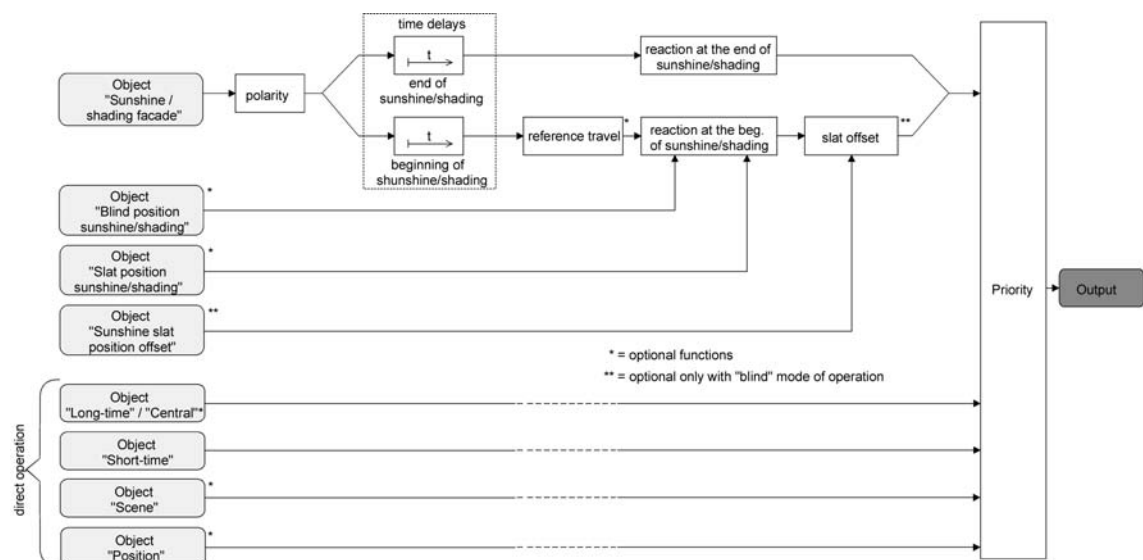 time delays
t
end of
sunshine/shading
reaction at the end of
sunshine/shading
Object
"Sunshine /
shading facade"
polarity
t
beginning of
shunshine/shading
reference travel
*
reaction at the beg.
of sunshine/shading
slat offset
**
Object
"Blind position
sunshine/shading"
*
Object
"Slat position
sunshine/shading"
*
Object
"Sunshine slat
position offset"
**
Priority
Output
* = optional functions
** = optional only with "blind" mode of operation
direct operation
Object
"Long-time" / "Central"*
Object
"Short-time"
Object
"Scene"
*
Object
"Position"
*